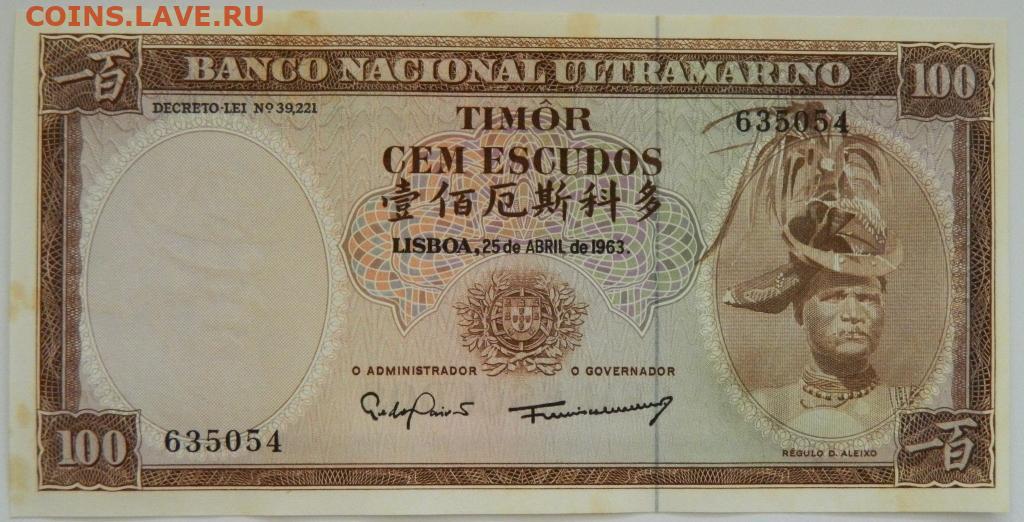 COINS.LAVE.РУ
一百
BANCO NACIONAL ULTRAMARINO
100
DECRETO-LEI Nº 39,221
TIMÔR
635054
CEM ESCUDOS
壹佰厄斯科多
LISBOA, 25 de ABRIL de 1963.
O ADMINISTRADOR
O GOVERNADOR
100
635054
RÉGULO D. ALEIXO
一百